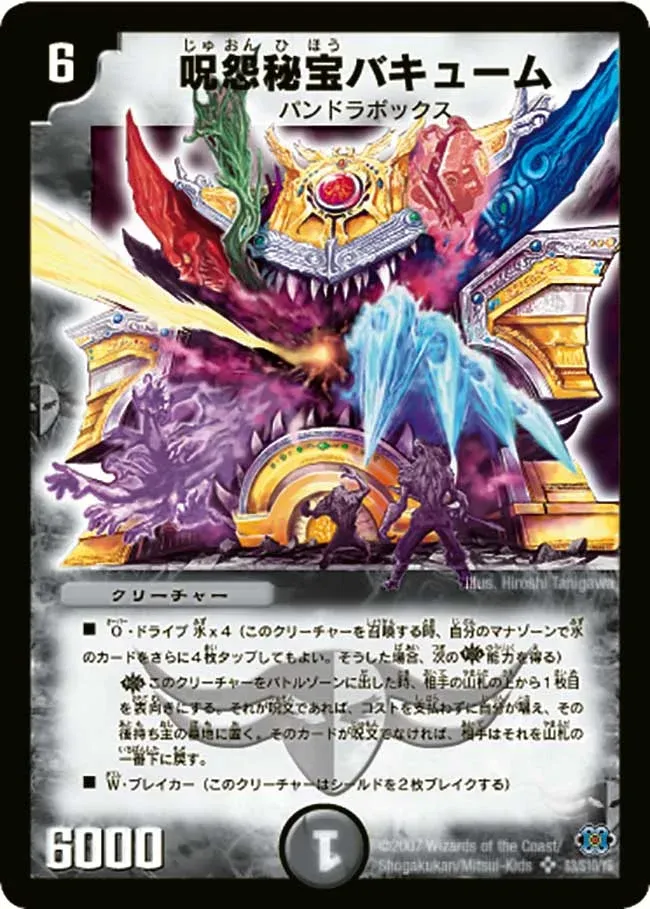 6
じゅおんひほう
呪怨秘宝バキューム
パンドラボックス
Illus. Hiroshi Tanigawa
クリーチャー
■ O・ドライブ 水x4(このクリーチャーを召喚する時、自分のマナゾーンで水
のカードをさらに4枚タップしてもよい。そうした場合、次の能力を得る)
このクリーチャーをバトルゾーンに出した時、相手の山札の上から1枚目
を表向きにする。それが呪文であれば、コストを支払わずに自分が唱え、その
後持ち主の墓地に置く。そのカードが呪文でなければ、相手はそれを山札の
一番下に戻す。
■ W・ブレイカー(このクリーチャーはシールドを2枚ブレイクする)
6000
1
©2007 Wizards of the Coast/
Shogakukan/Mitsui-Kids